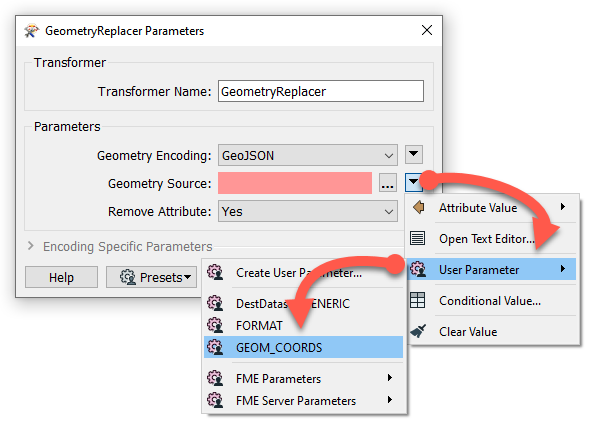 GeometryReplacer Parameters
Transformer
Transformer Name: GeometryReplacer
Parameters
Geometry Encoding: GeoJSON
Geometry Source: ...
Remove Attribute: Yes
Encoding Specific Parameters
Help Presets
Attribute Value
Open Text Editor...
User Parameter
Conditional Value...
Clear Value
Create User Parameter...
ENERIC
FORMAT
GEOM_COORDS
FME Parameters
FME Server Parameters